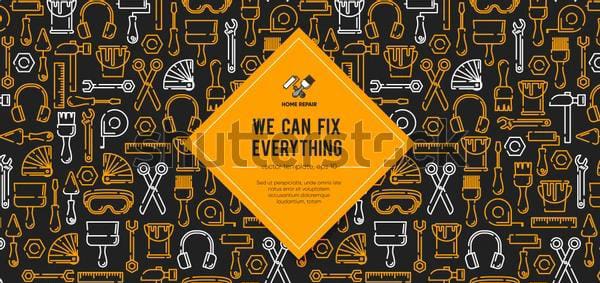 HOME REPAIR
WE CAN FIX
EVERYTHING
vector template, eps 10
Sed ut perspiciatis, unde omnis iste
natus error sit voluptatem
accusantium doloremque
laudantium, totam